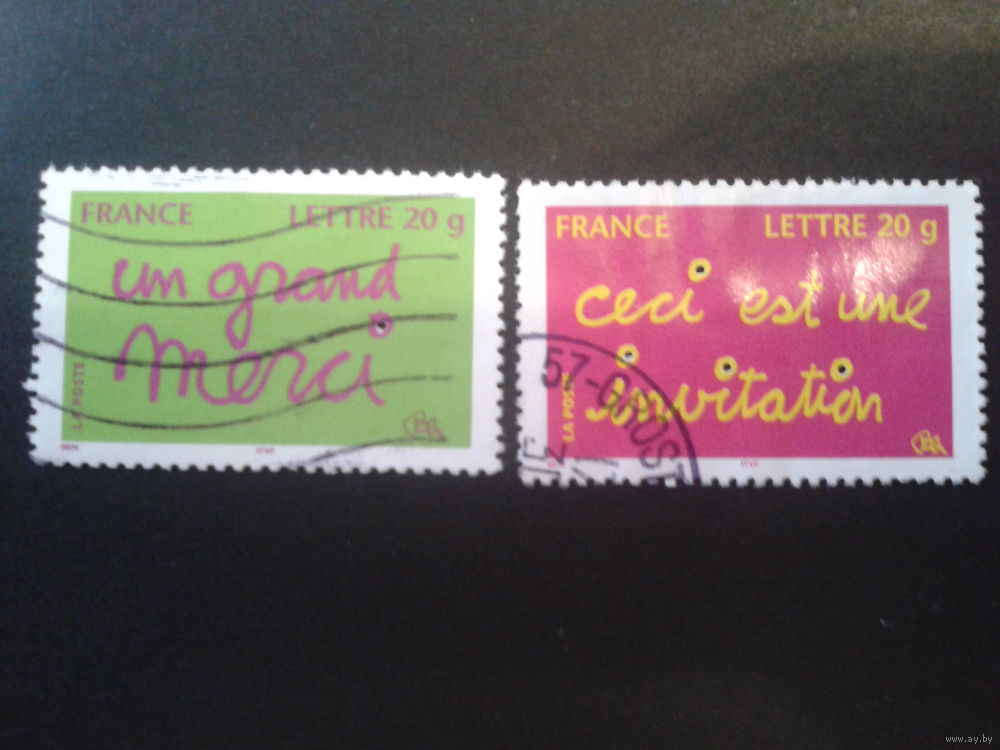 FRANCE LETTRE 20 g
un grand
merci
LA POSTE
FRANCE LETTRE 20 g
ceci est une
invitation
LA POSTE
57-
www.ay.by